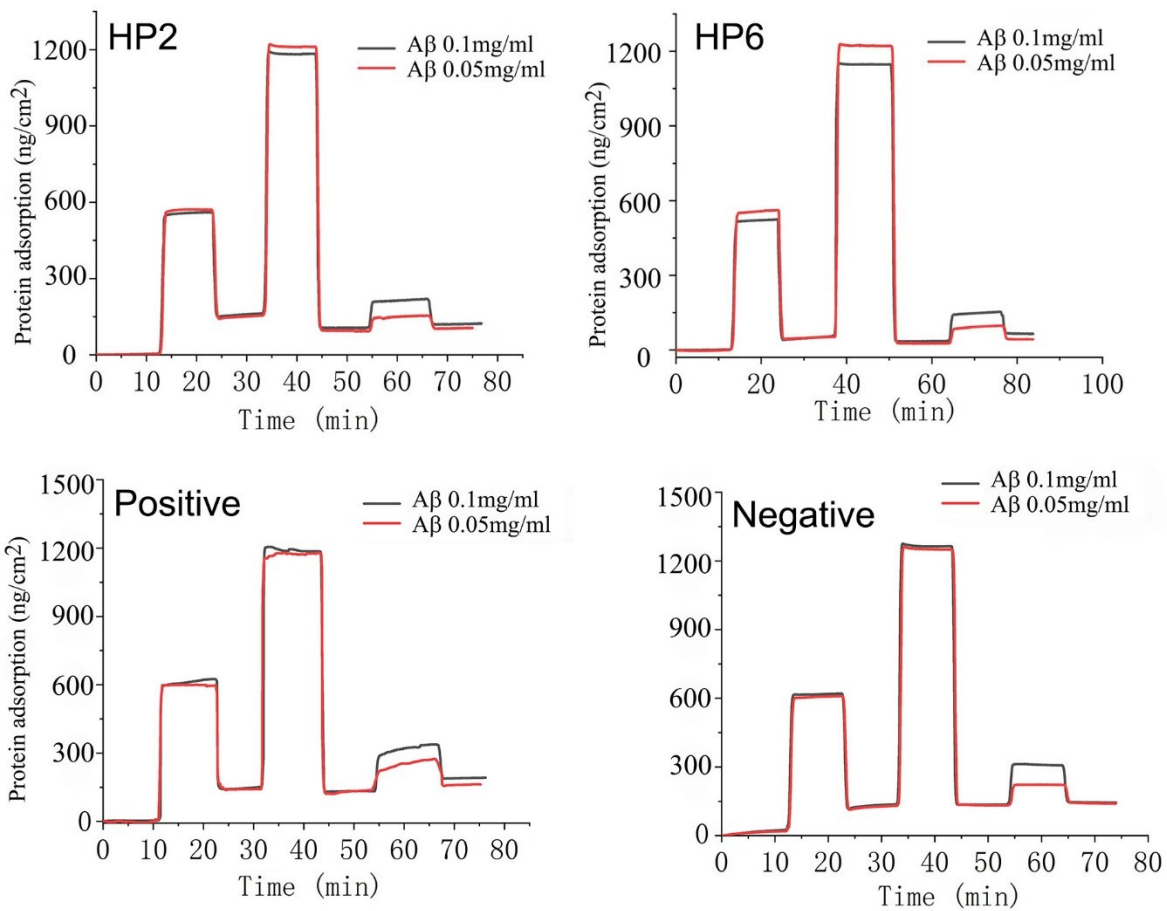 HP2
Aβ 0.1mg/ml
Aβ 0.05mg/ml
Protein adsorption (ng/cm2)
1200
900
600
300
0
0 10 20 30 40 50 60 70 80
Time (min)
HP6
Aβ 0.1mg/ml
Aβ 0.05mg/ml
Protein adsorption (ng/cm2)
1200
900
600
300
0
0 20 40 60 80 100
Time (min)
Positive
Aβ 0.1mg/ml
Aβ 0.05mg/ml
Protein adsorption (ng/cm2)
1500
1200
900
600
300
0
0 10 20 30 40 50 60 70 80
Time (min)
Negative
Aβ 0.1mg/ml
Aβ 0.05mg/ml
Protein adsorption (ng/cm2)
1500
1200
900
600
300
0
0 10 20 30 40 50 60 70 80
Time (min)